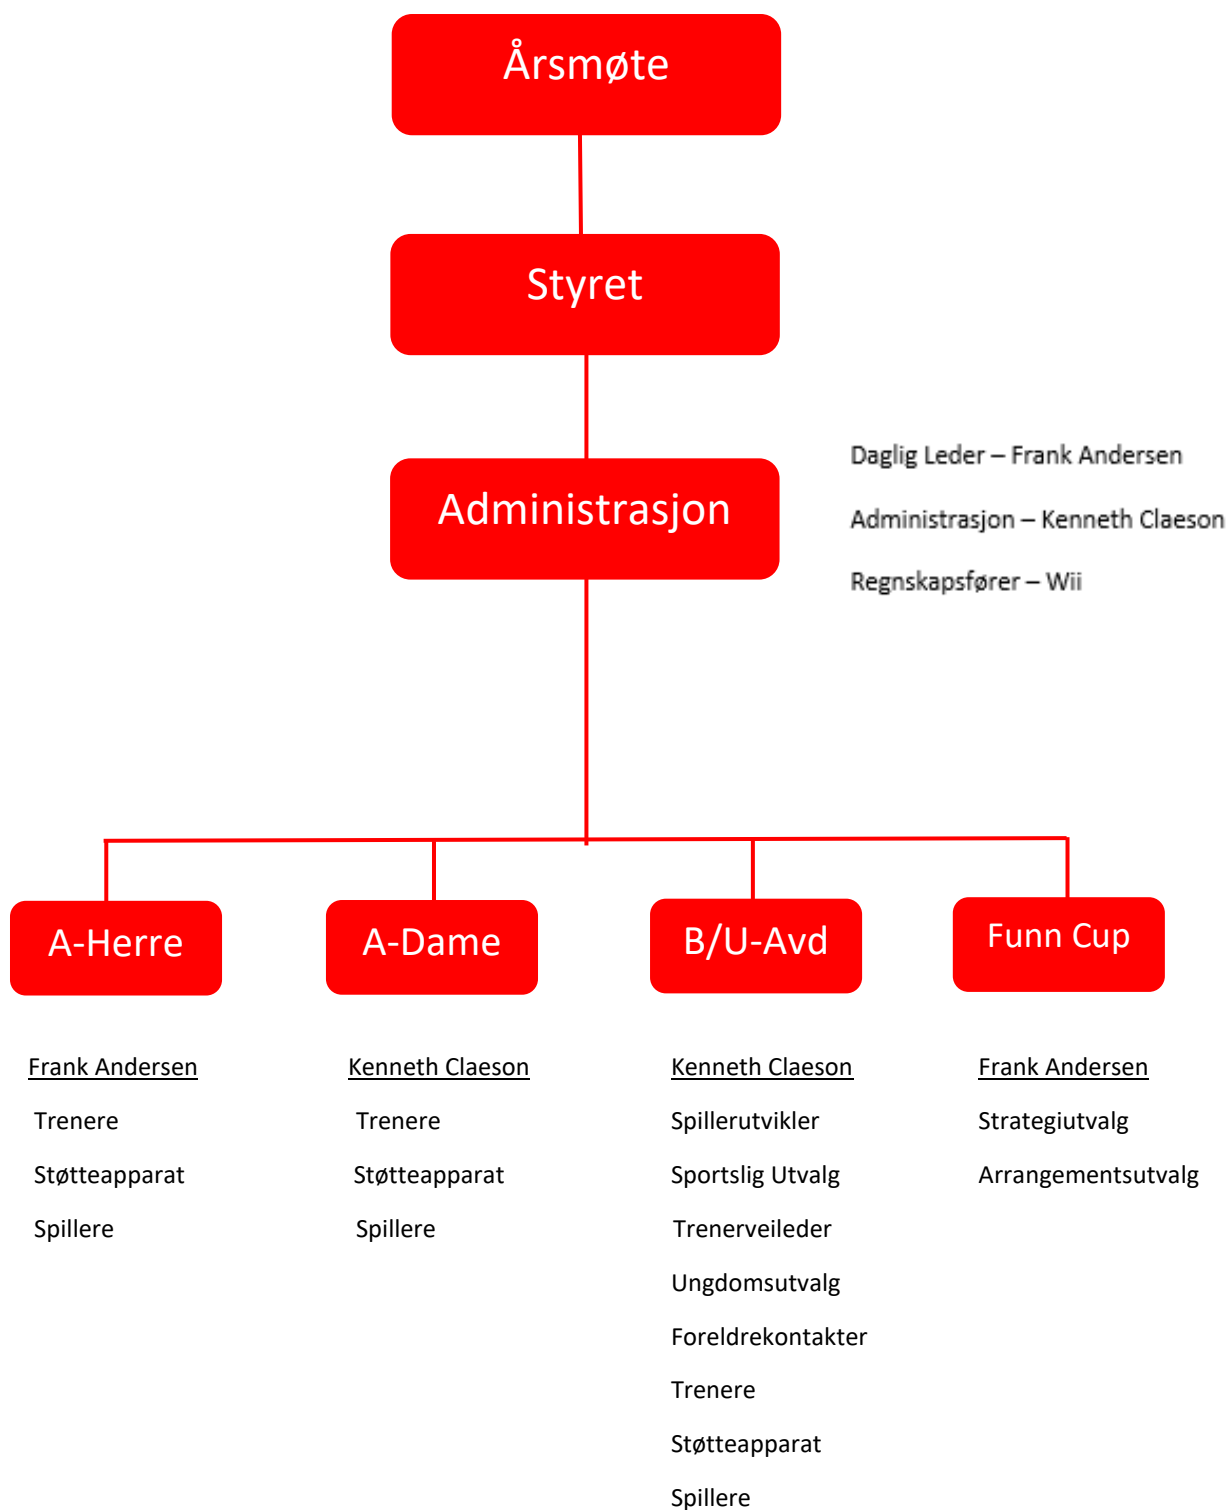 Årsmøte
Styret
Administrasjon
Daglig Leder – Frank Andersen
Administrasjon – Kenneth Claeson
Regnskapsfører – Wii
A-Herre
A-Dame
B/U-Avd
Funn Cup
Frank Andersen
Trenere
Støtteapparat
Spillere
Kenneth Claeson
Trenere
Støtteapparat
Spillere
Kenneth Claeson
Spillerutvikler
Sportslig Utvalg
Trenerveileder
Ungdomsutvalg
Foreldrekontakter
Trenere
Støtteapparat
Spillere
Frank Andersen
Strategiutvalg
Arrangementsutvalg